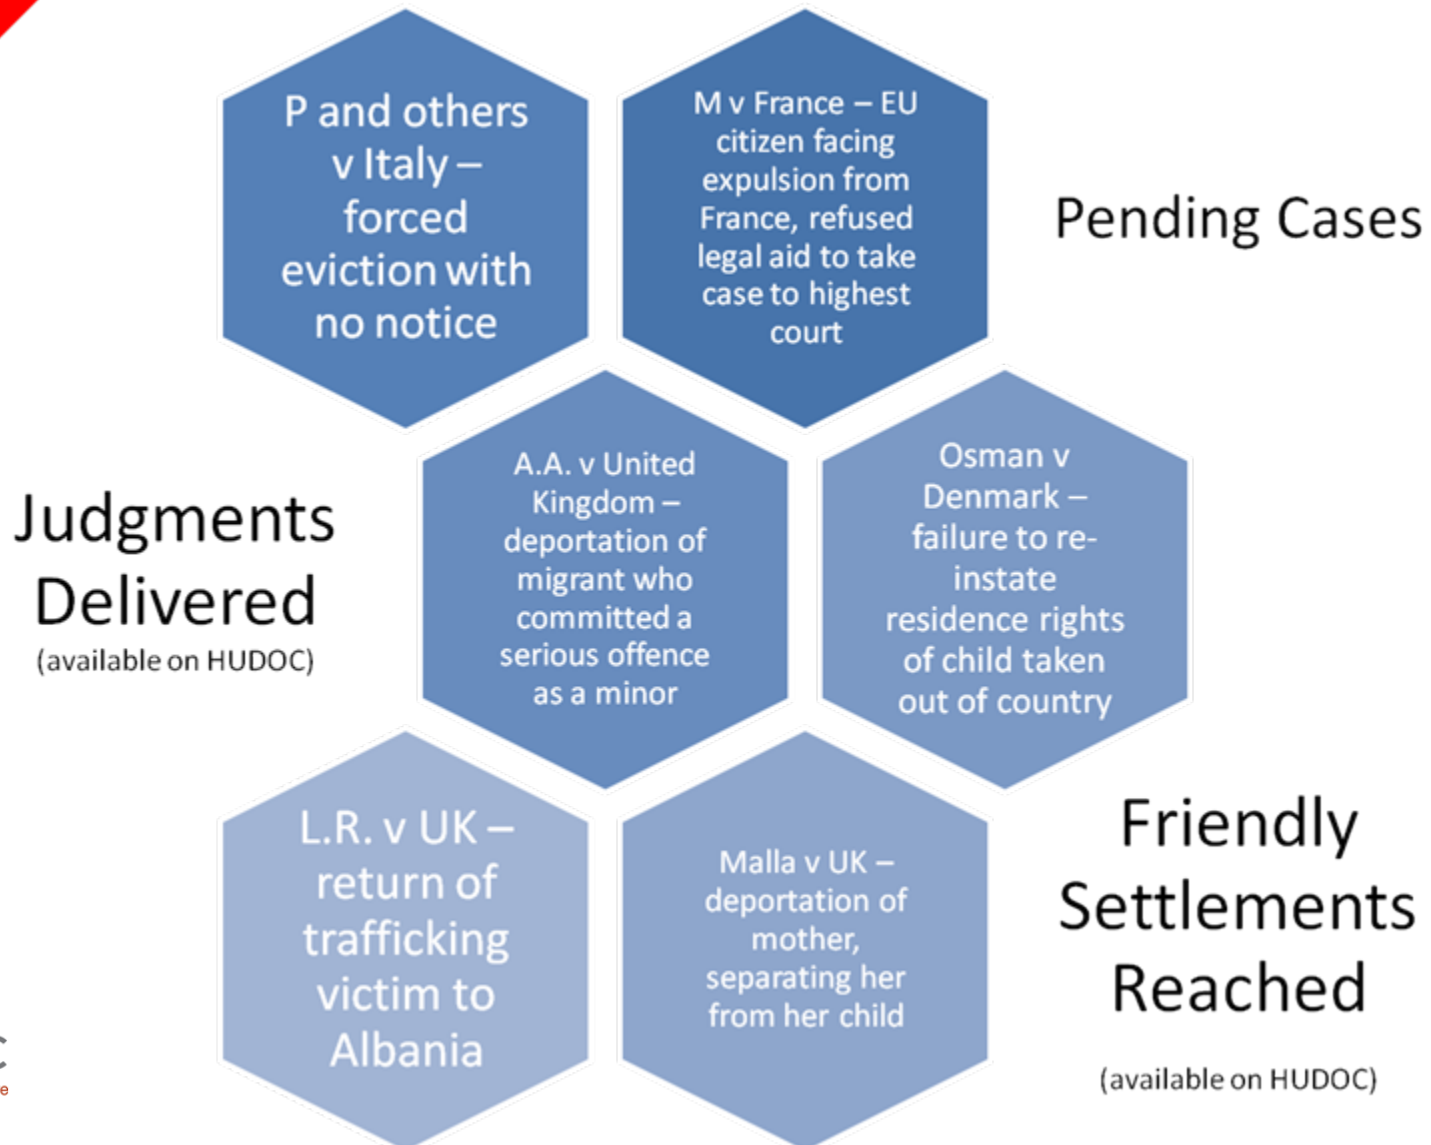 P and others
v Italy –
forced
eviction with
no notice
M v France – EU
citizen facing
expulsion from
France, refused
legal aid to take
case to highest
court
Pending Cases
Judgments
Delivered
(available on HUDOC)
A.A. v United
Kingdom –
deportation of
migrant who
committed a
serious offence
as a minor
Osman v
Denmark –
failure to re-
instate
residence rights
of child taken
out of country
L.R. v UK –
return of
trafficking
victim to
Albania
Malla v UK –
deportation of
mother,
separating her
from her child
Friendly
Settlements
Reached
(available on HUDOC)